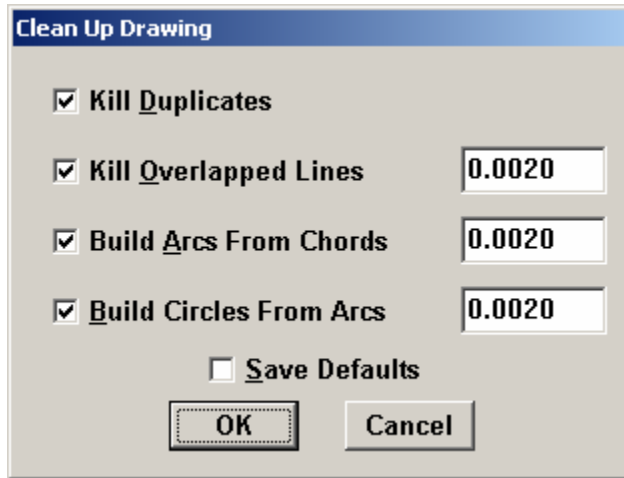 Clean Up Drawing
Kill Duplicates
Kill Overlapped Lines 0.0020
Build Arcs From Chords 0.0020
Build Circles From Arcs 0.0020
Save Defaults
OK Cancel